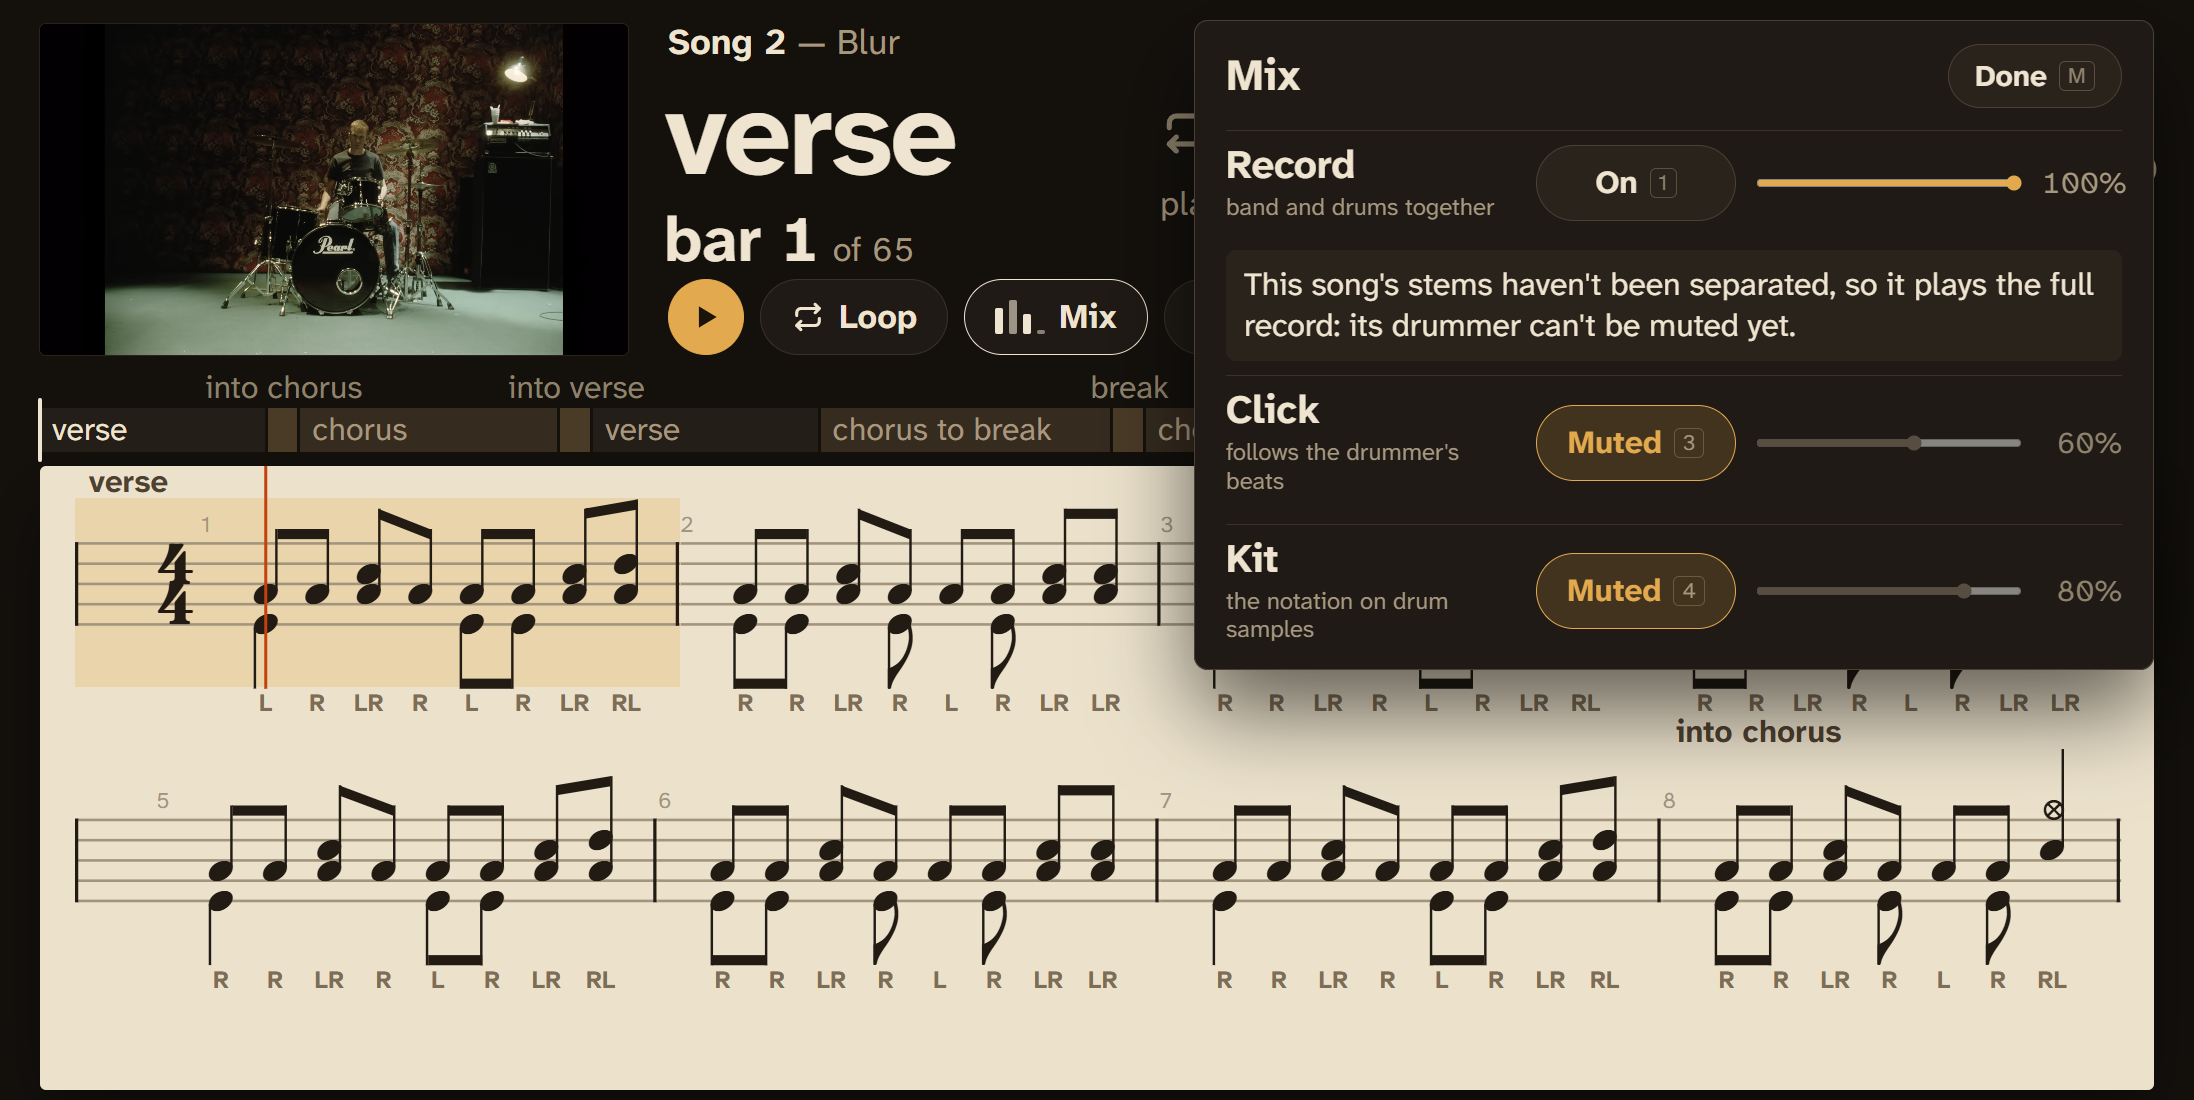 Song 2 — Blur
verse
bar 1 of 65
Loop
Mix
Pearl
Mix
Done M
Record
band and drums together
On 1
100%
This song's stems haven't been separated, so it plays the full
record: its drummer can't be muted yet.
Click
follows the drummer's
beats
Muted 3
60%
Kit
the notation on drum
samples
Muted 4
80%
into chorus
into verse
break
verse
chorus
verse
chorus to break
verse
1
2
3
4
4
L R LR R L R LR RL
R R LR R L R LR LR
R R LR R L R LR RL
R R LR R L R LR LR
into chorus
5
6
7
8
R R LR R L R LR RL
R R LR R L R LR LR
R R LR R L R LR RL
R R LR R L R RL